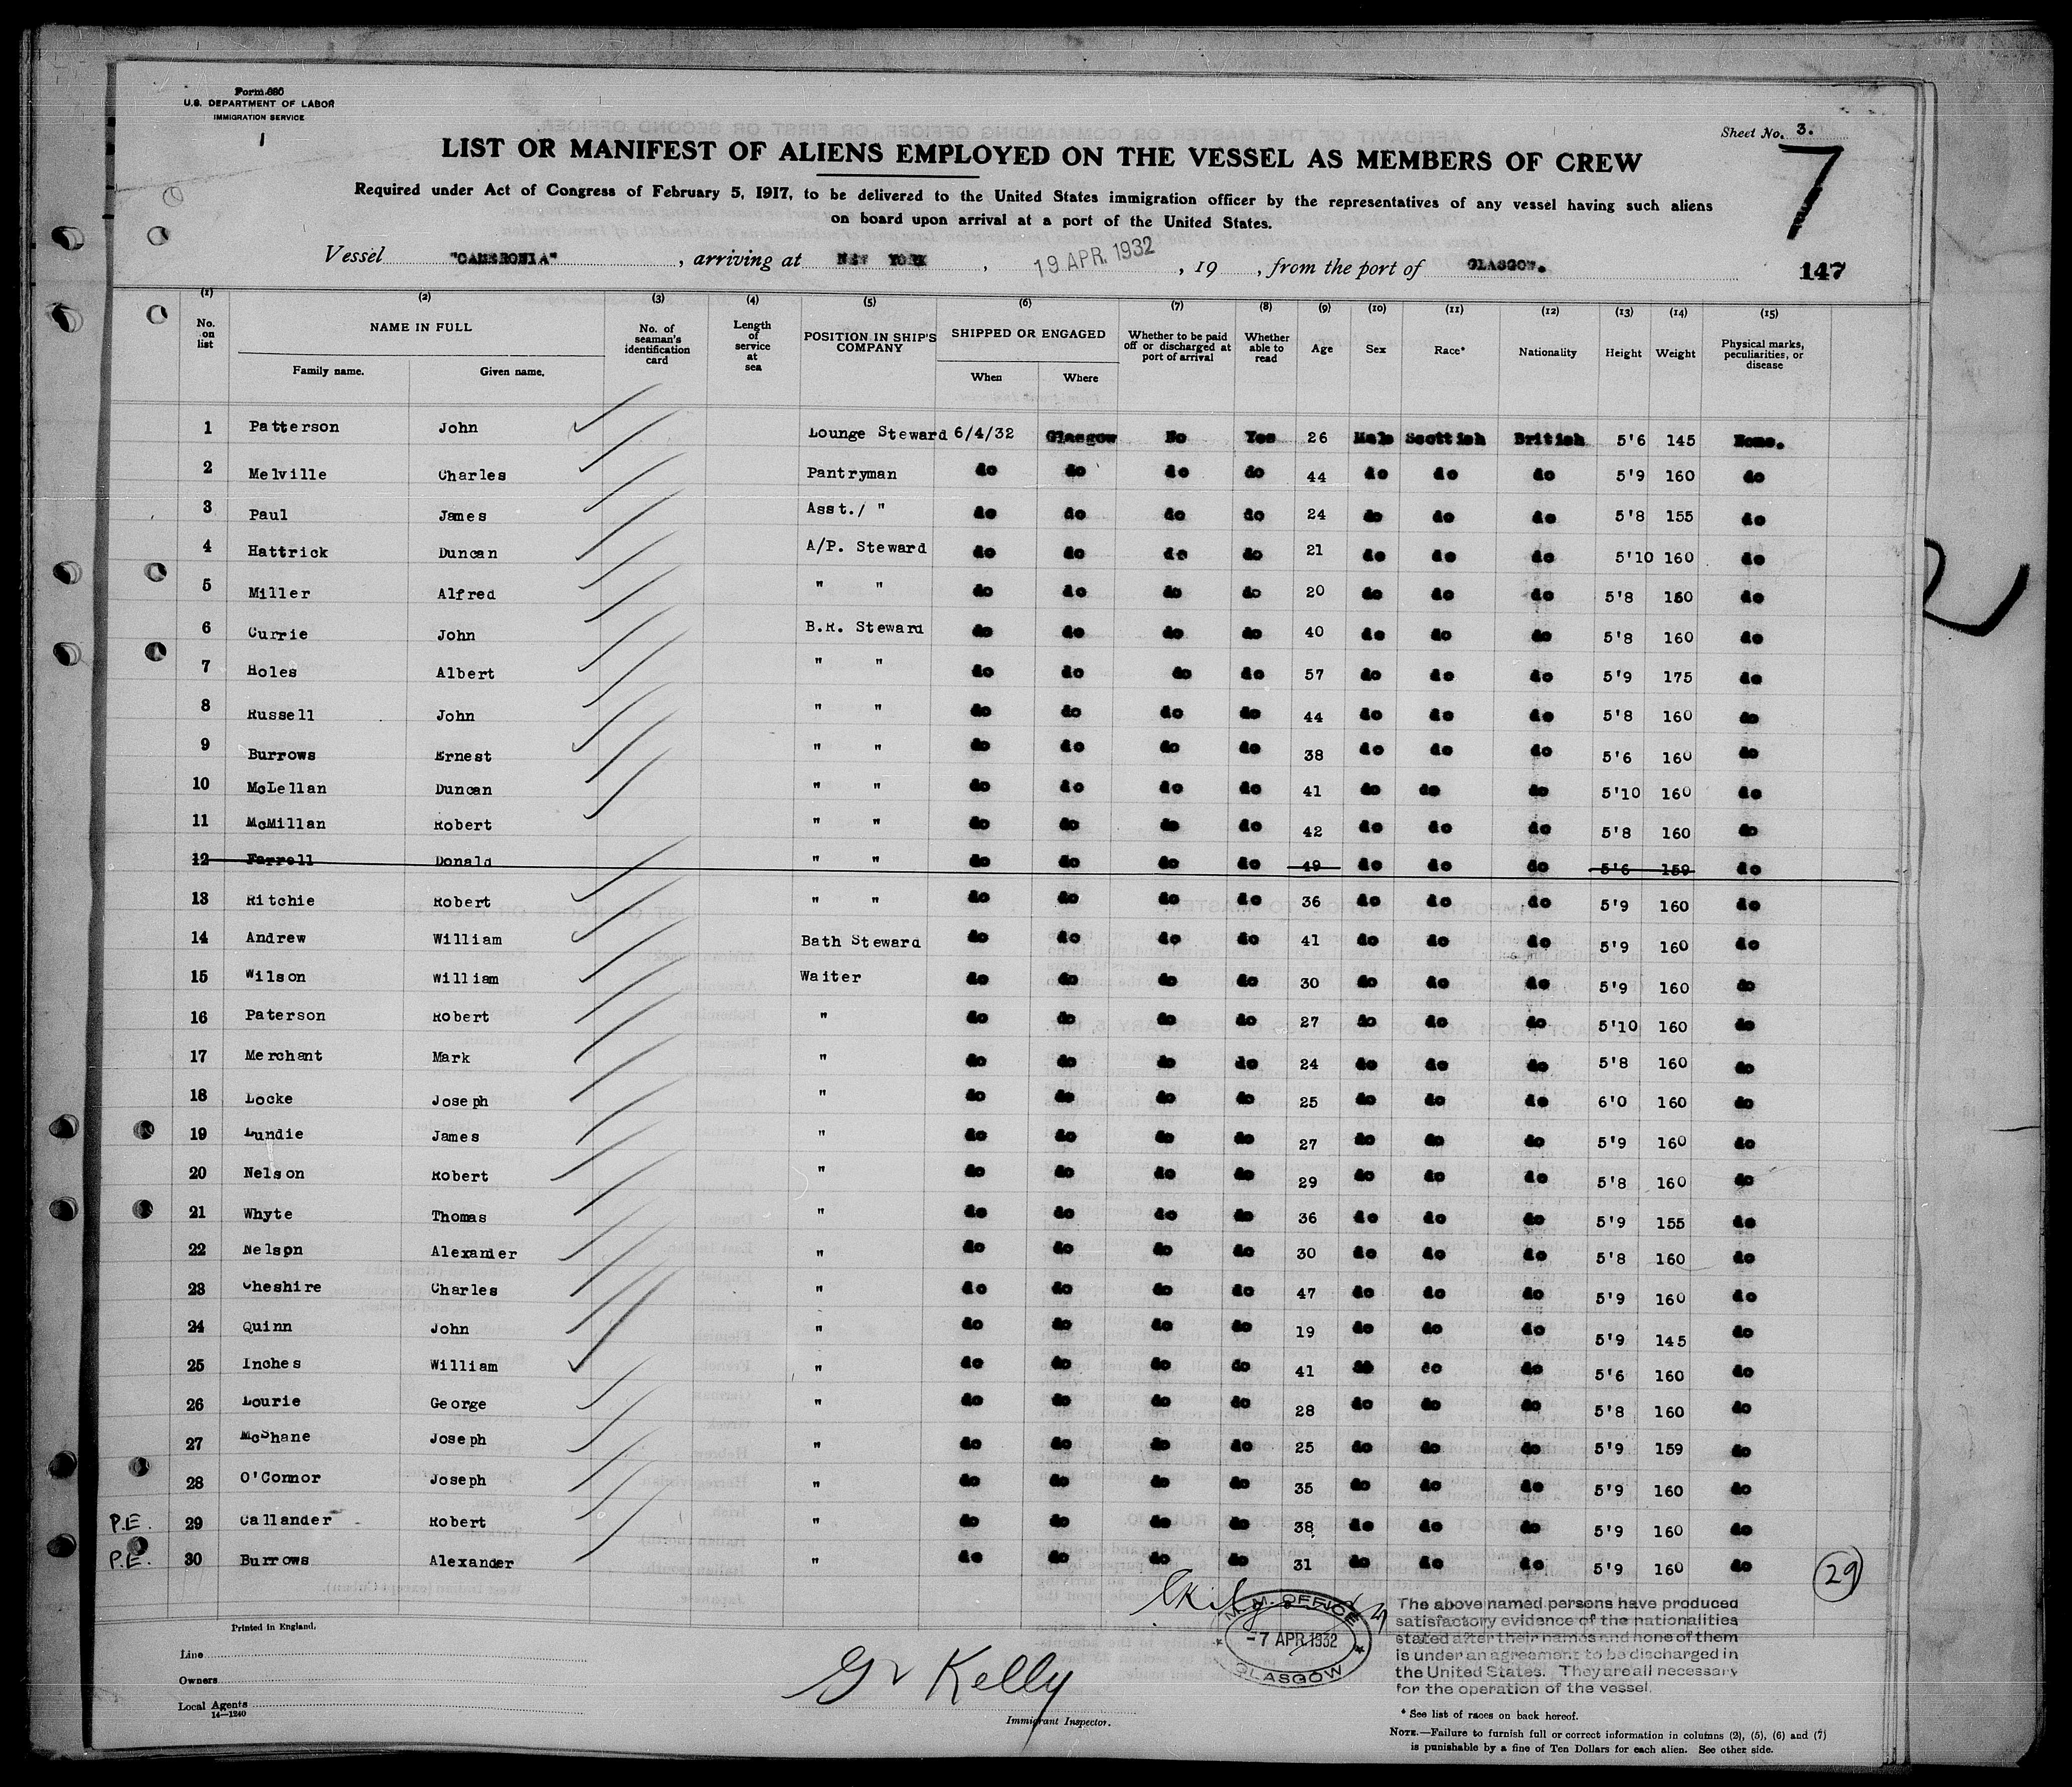 Form 680
U.S. DEPARTMENT OF LABOR
IMMIGRATION SERVICE
1
Sheet No. 3.
7
LIST OR MANIFEST OF ALIENS EMPLOYED ON THE VESSEL AS MEMBERS OF CREW
Required under Act of Congress of February 5, 1917, to be delivered to the United States immigration officer by the representatives of any vessel having such aliens
on board upon arrival at a port of the United States.
Vessel "CAMERONIA" , arriving at NEW YORK , 19 APR. 1932 , 19 , from the port of GLASGOW.
147
(1) (2) (3) (4) (5) (6) (7) (8) (9) (10) (11) (12) (13) (14) (15)
No. on list NAME IN FULL Family name. Given name. No. of seaman's identification card Length of service at sea POSITION IN SHIP'S COMPANY SHIPPED OR ENGAGED When Where Whether to be paid off or discharged at port of arrival Whether able to read Age Sex Race* Nationality Height Weight Physical marks, peculiarities, or disease
1 Patterson John Lounge Steward 6/4/32 Glasgow No Yes 26 Male Scottish British 5'6 145 None.
2 Melville Charles Pantryman do do do do 44 do do do 5'9 160 do
3 Paul James Asst./ " do do do do 24 do do do 5'8 155 do
4 Hattrick Duncan A/P. Steward do do do do 21 do do do 5'10 160 do
5 Miller Alfred " " do do do do 20 do do do 5'8 160 do
6 Currie John B.R. Steward do do do do 40 do do do 5'8 160 do
7 Holes Albert " " do do do do 57 do do do 5'9 175 do
8 Russell John " " do do do do 44 do do do 5'8 160 do
9 Burrows Ernest " " do do do do 38 do do do 5'6 160 do
10 McLellan Duncan " " do do do do 41 do do do 5'10 160 do
11 McMillan Robert " " do do do do 42 do do do 5'8 160 do
12 Farrell Donald " " do do do do 49 do do do 5'6 159 do
13 Ritchie Robert " " do do do do 36 do do do 5'9 160 do
14 Andrew William Bath Steward do do do do 41 do do do 5'9 160 do
15 Wilson William Waiter do do do do 30 do do do 5'9 160 do
16 Paterson Robert " do do do do 27 do do do 5'10 160 do
17 Merchant Mark " do do do do 24 do do do 5'8 160 do
18 Locke Joseph " do do do do 25 do do do 6'0 160 do
19 Lundie James " do do do do 27 do do do 5'9 160 do
20 Nelson Robert " do do do do 29 do do do 5'8 160 do
21 Whyte Thomas " do do do do 36 do do do 5'9 155 do
22 Nelspn Alexander " do do do do 30 do do do 5'8 160 do
23 Cheshire Charles " do do do do 47 do do do 5'9 160 do
24 Quinn John " do do do do 19 do do do 5'9 145 do
25 Inches William " do do do do 41 do do do 5'6 160 do
26 Lourie George " do do do do 28 do do do 5'8 160 do
27 McShane Joseph " do do do do 25 do do do 5'9 159 do
28 O'Connor Joseph " do do do do 35 do do do 5'9 160 do
P.E. 29 Callander Robert " do do do do 38 do do do 5'9 160 do
P.E. 30 Burrows Alexander " do do do do 31 do do do 5'9 160 do
29
Printed in England.
Line
Owners
Local Agents
14—1240
Kelly
Immigrant Inspector.
M.M. OFFICE
-7 APR.1932
GLASGOW
The above named persons have produced
satisfactory evidence of the nationalities
stated after their names and none of them
is under an agreement to be discharged in
the United States. They are all necessary
for the operation of the vessel.
* See list of races on back hereof.
NOTE.—Failure to furnish full or correct information in columns (2), (5), (6) and (7)
is punishable by a fine of Ten Dollars for each alien. See other side.